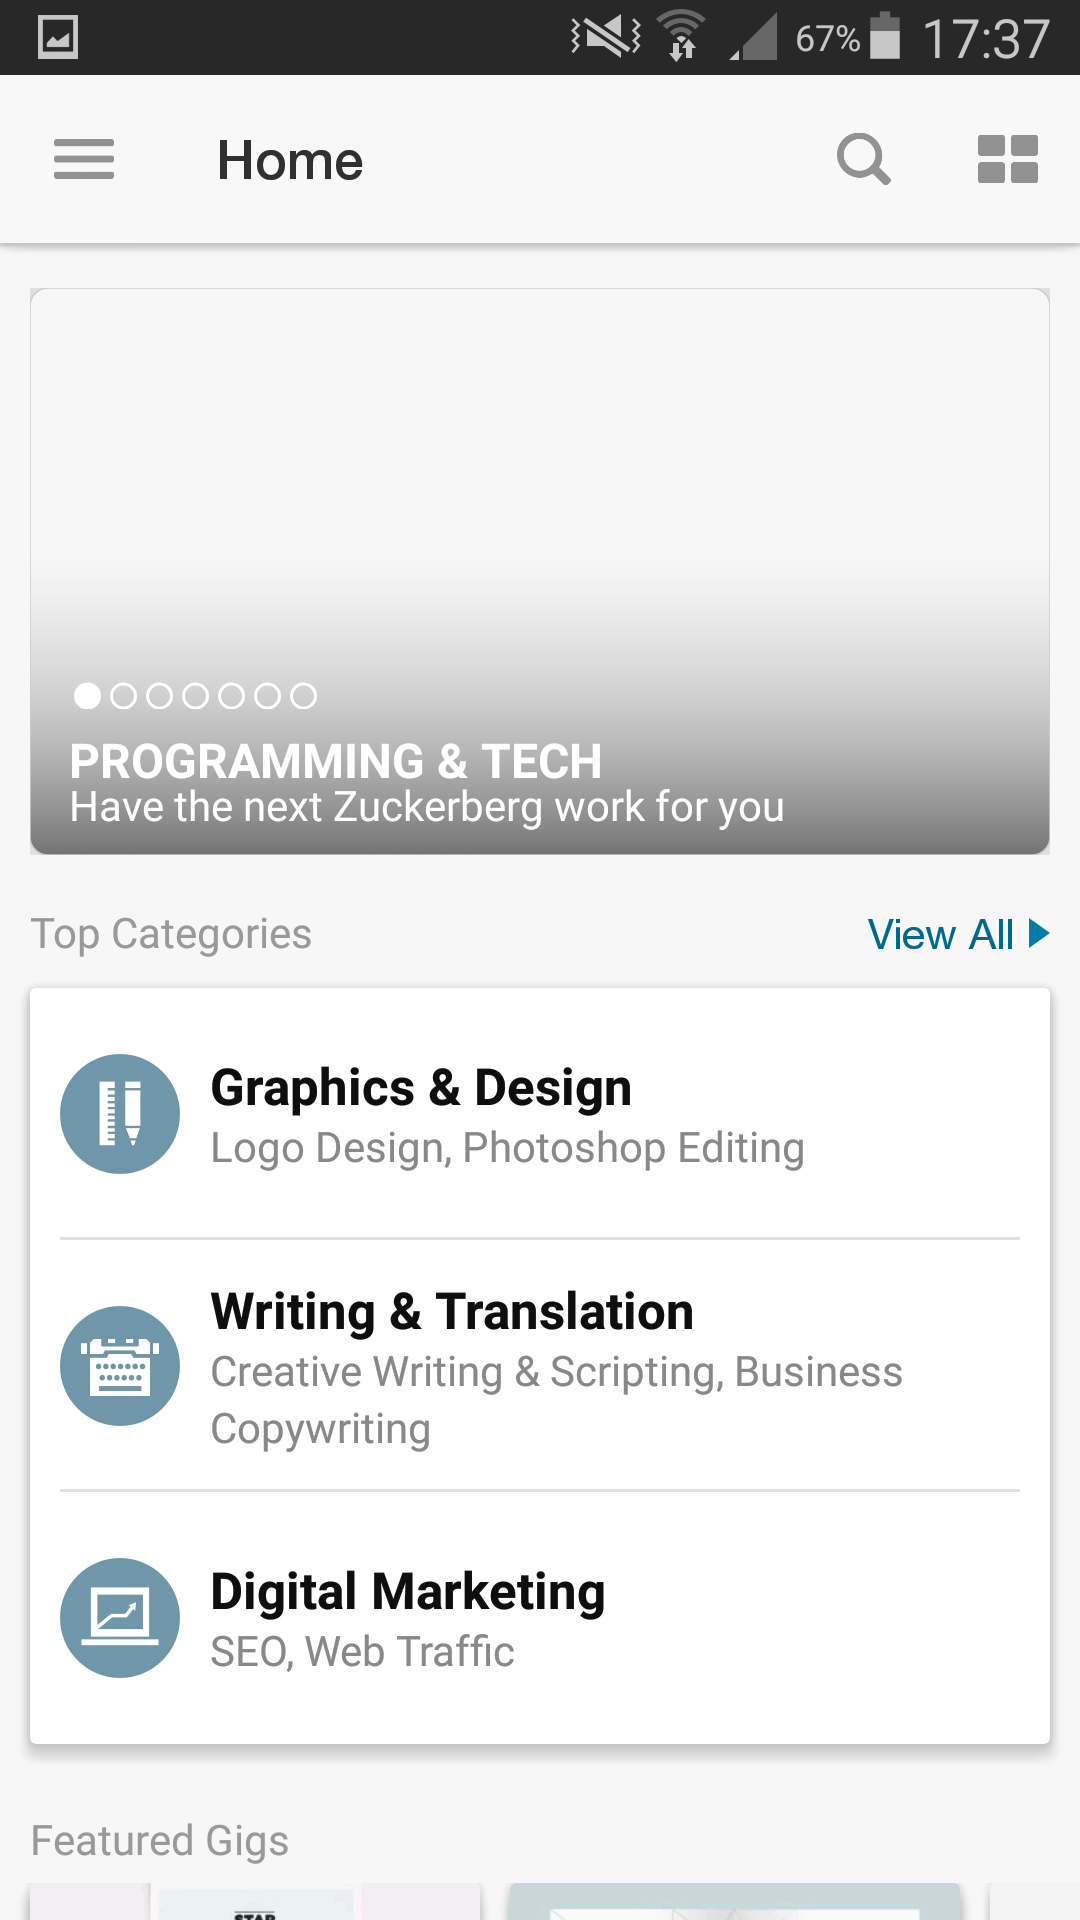 67% 17:37
Home
PROGRAMMING & TECH
Have the next Zuckerberg work for you
Top Categories
View All
Graphics & Design
Logo Design, Photoshop Editing
Writing & Translation
Creative Writing & Scripting, Business
Copywriting
Digital Marketing
SEO, Web Traffic
Featured Gigs
STAR